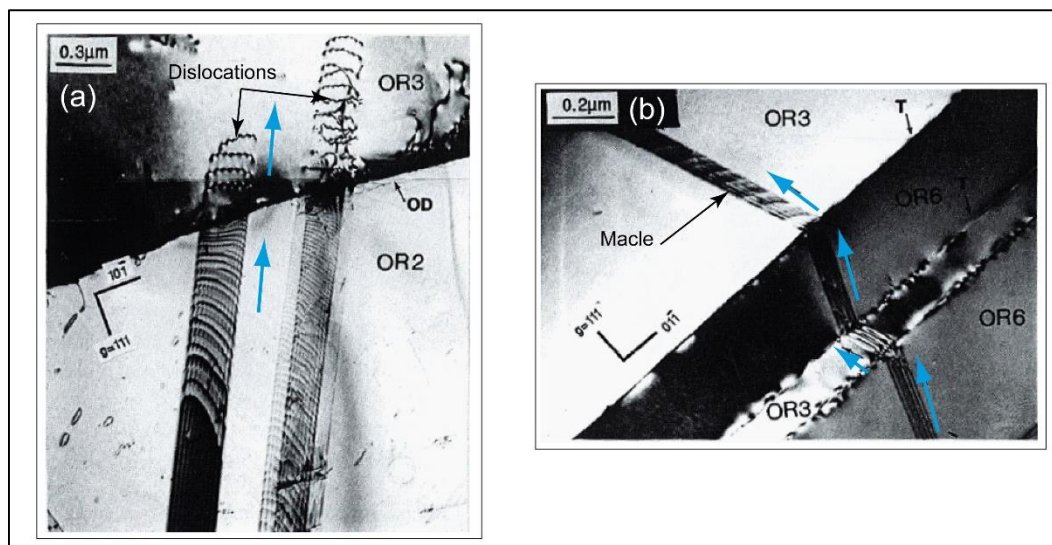 0.3μm
(a)
Dislocations
OR3
OD
OR2
101̄
g=111
0.2μm
(b)
OR3
T
Macle
OR6
T
g=111
011̄
OR6
OR3